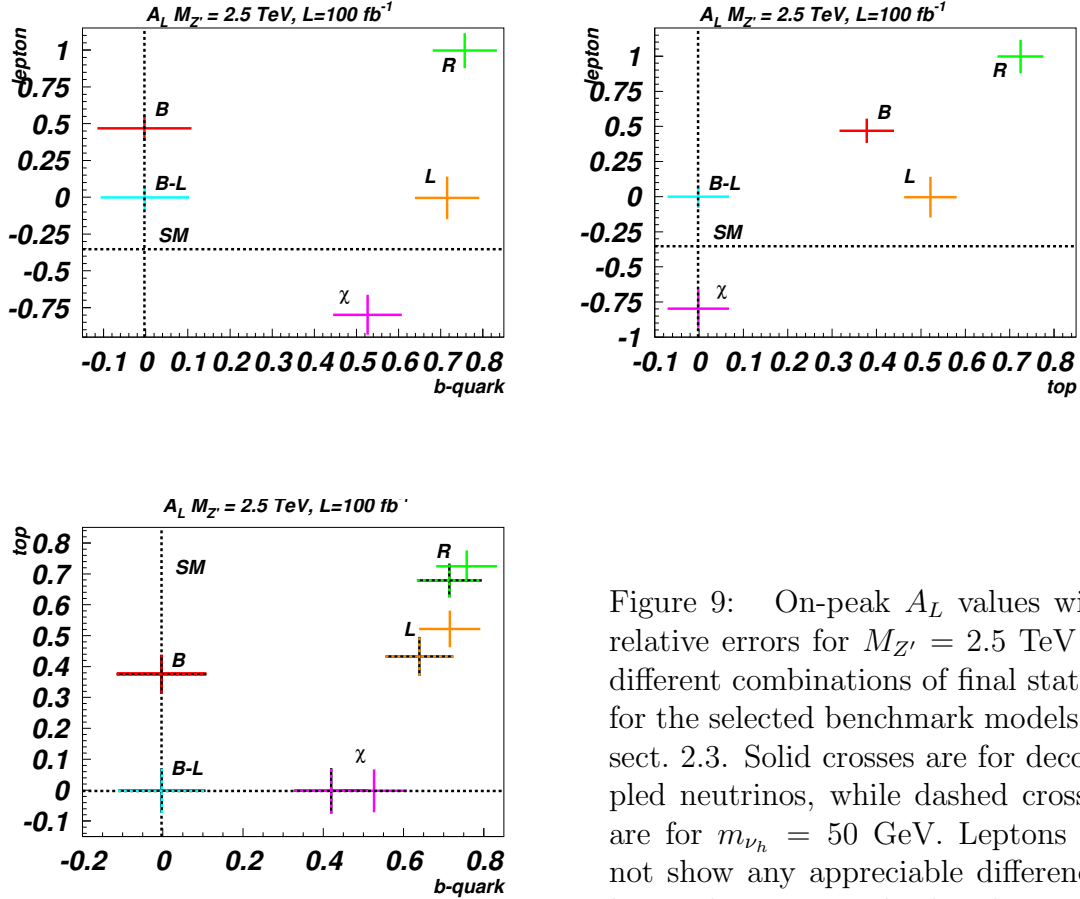 A_L M_Z' = 2.5 TeV, L=100 fb^-1
lepton
1
0.75
0.5
0.25
0
-0.25
-0.5
-0.75
R
B
B-L
L
SM
χ
-0.1 0 0.1 0.2 0.3 0.4 0.5 0.6 0.7 0.8
b-quark
A_L M_Z' = 2.5 TeV, L=100 fb^-1
lepton
1
0.75
0.5
0.25
0
-0.25
-0.5
-0.75
-1
R
B
B-L
L
SM
χ
-0.1 0 0.1 0.2 0.3 0.4 0.5 0.6 0.7 0.8
top
A_L M_Z' = 2.5 TeV, L=100 fb^-1
top
0.8
0.7
0.6
0.5
0.4
0.3
0.2
0.1
0
-0.1
SM
R
L
B
B-L
χ
-0.2 0 0.2 0.4 0.6 0.8
b-quark
Figure 9: On-peak A_L values wi
relative errors for M_Z' = 2.5 TeV
different combinations of final stat
for the selected benchmark models
sect. 2.3. Solid crosses are for deco
pled neutrinos, while dashed cross
are for m_ν_h = 50 GeV. Leptons
not show any appreciable differenc